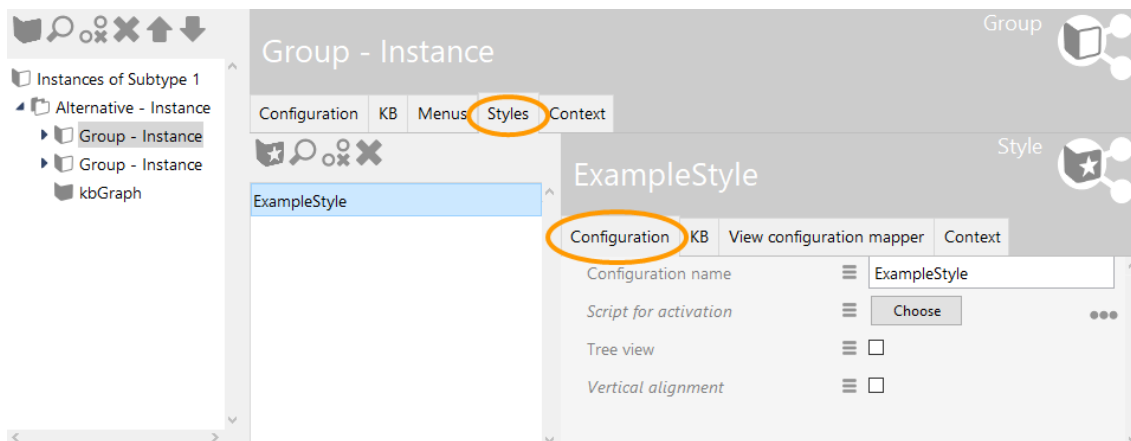 Group
Group - Instance
Instances of Subtype 1
Alternative - Instance
Group - Instance
Group - Instance
kbGraph
Configuration KB Menus Styles Context
Style
ExampleStyle
ExampleStyle
Configuration KB View configuration mapper Context
Configuration name ExampleStyle
Script for activation Choose
Tree view
Vertical alignment